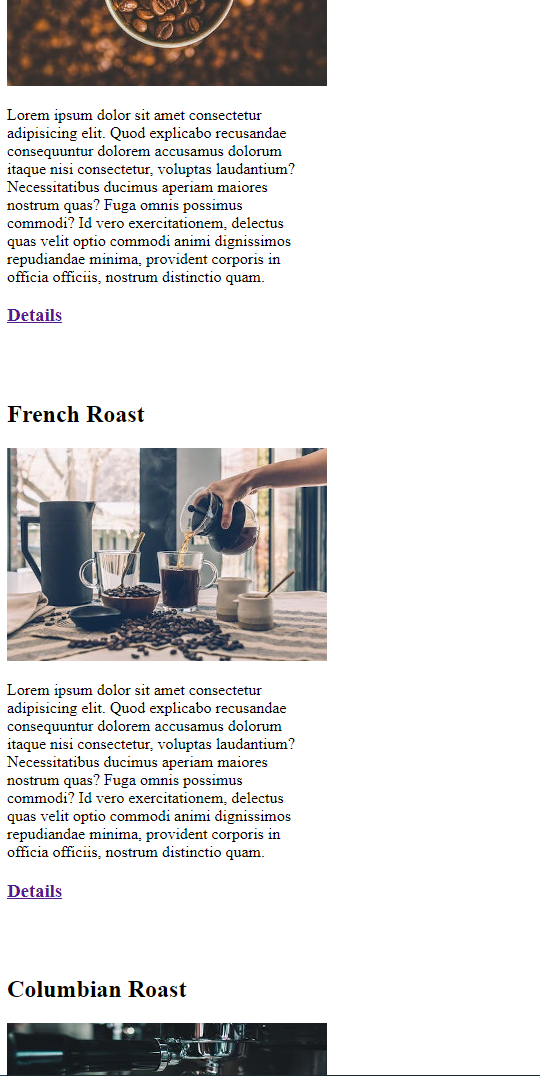 Lorem ipsum dolor sit amet consectetur
adipisicing elit. Quod explicabo recusandae
consequuntur dolorem accusamus dolorum
itaque nisi consectetur, voluptas laudantium?
Necessitatibus ducimus aperiam maiores
nostrum quas? Fuga omnis possimus
commodi? Id vero exercitationem, delectus
quas velit optio commodi animi dignissimos
repudiandae minima, provident corporis in
officia officiis, nostrum distinctio quam.
Details
French Roast
Lorem ipsum dolor sit amet consectetur
adipisicing elit. Quod explicabo recusandae
consequuntur dolorem accusamus dolorum
itaque nisi consectetur, voluptas laudantium?
Necessitatibus ducimus aperiam maiores
nostrum quas? Fuga omnis possimus
commodi? Id vero exercitationem, delectus
quas velit optio commodi animi dignissimos
repudiandae minima, provident corporis in
officia officiis, nostrum distinctio quam.
Details
Columbian Roast